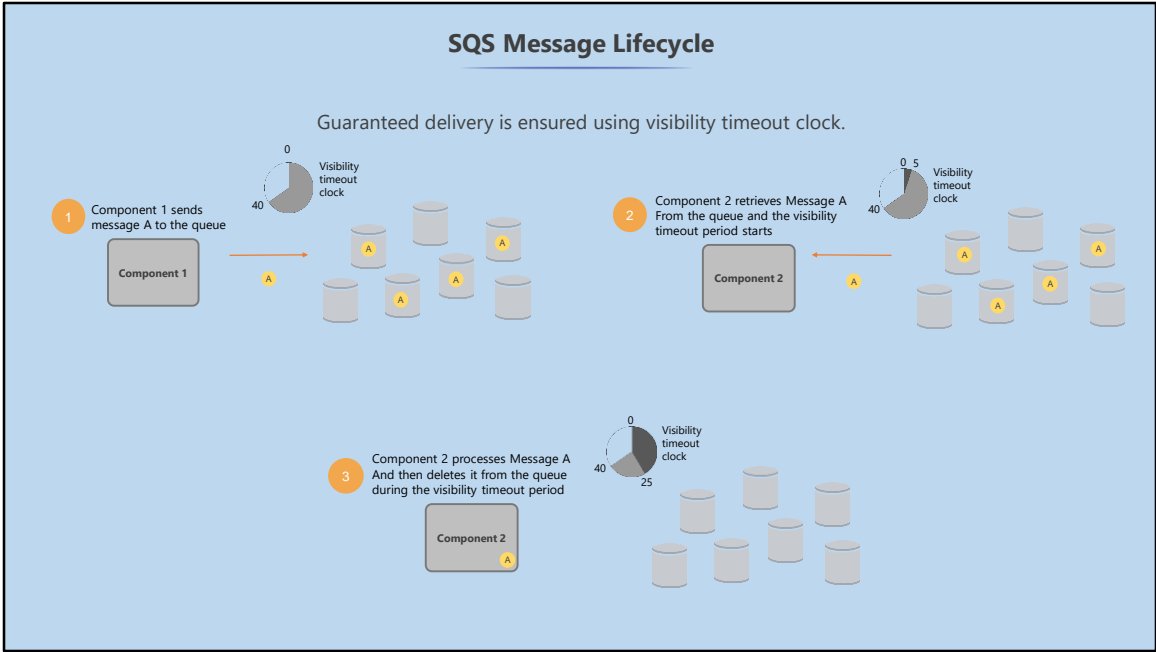 SQS Message Lifecycle
Guaranteed delivery is ensured using visibility timeout clock.
0
40
Visibility
timeout
clock
1
Component 1 sends
message A to the queue
Component 1
A
A
A
A
A
0 5
40
Visibility
timeout
clock
2
Component 2 retrieves Message A
From the queue and the visibility
timeout period starts
Component 2
A
A
A
A
A
0
40
25
Visibility
timeout
clock
3
Component 2 processes Message A
And then deletes it from the queue
during the visibility timeout period
Component 2
A